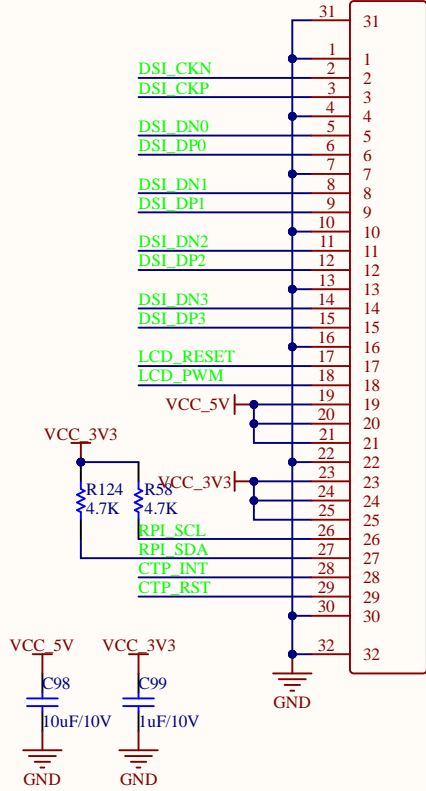 31 31
1 1
DSI_CKN 2 2
DSI_CKP 3 3
4 4
DSI_DN0 5 5
DSI_DP0 6 6
7 7
DSI_DN1 8 8
DSI_DP1 9 9
10 10
DSI_DN2 11 11
DSI_DP2 12 12
13 13
DSI_DN3 14 14
DSI_DP3 15 15
16 16
LCD_RESET 17 17
LCD_PWM 18 18
VCC_5V 19 19
20 20
VCC_3V3 21 21
22 22
VCC_3V3 23 23
R124 R58 24 24
4.7K 4.7K 25 25
RPI_SCL 26 26
RPI_SDA 27 27
CTP_INT 28 28
CTP_RST 29 29
30 30
32 32
GND
VCC_5V VCC_3V3
C98 C99
10uF/10V 1uF/10V
GND GND